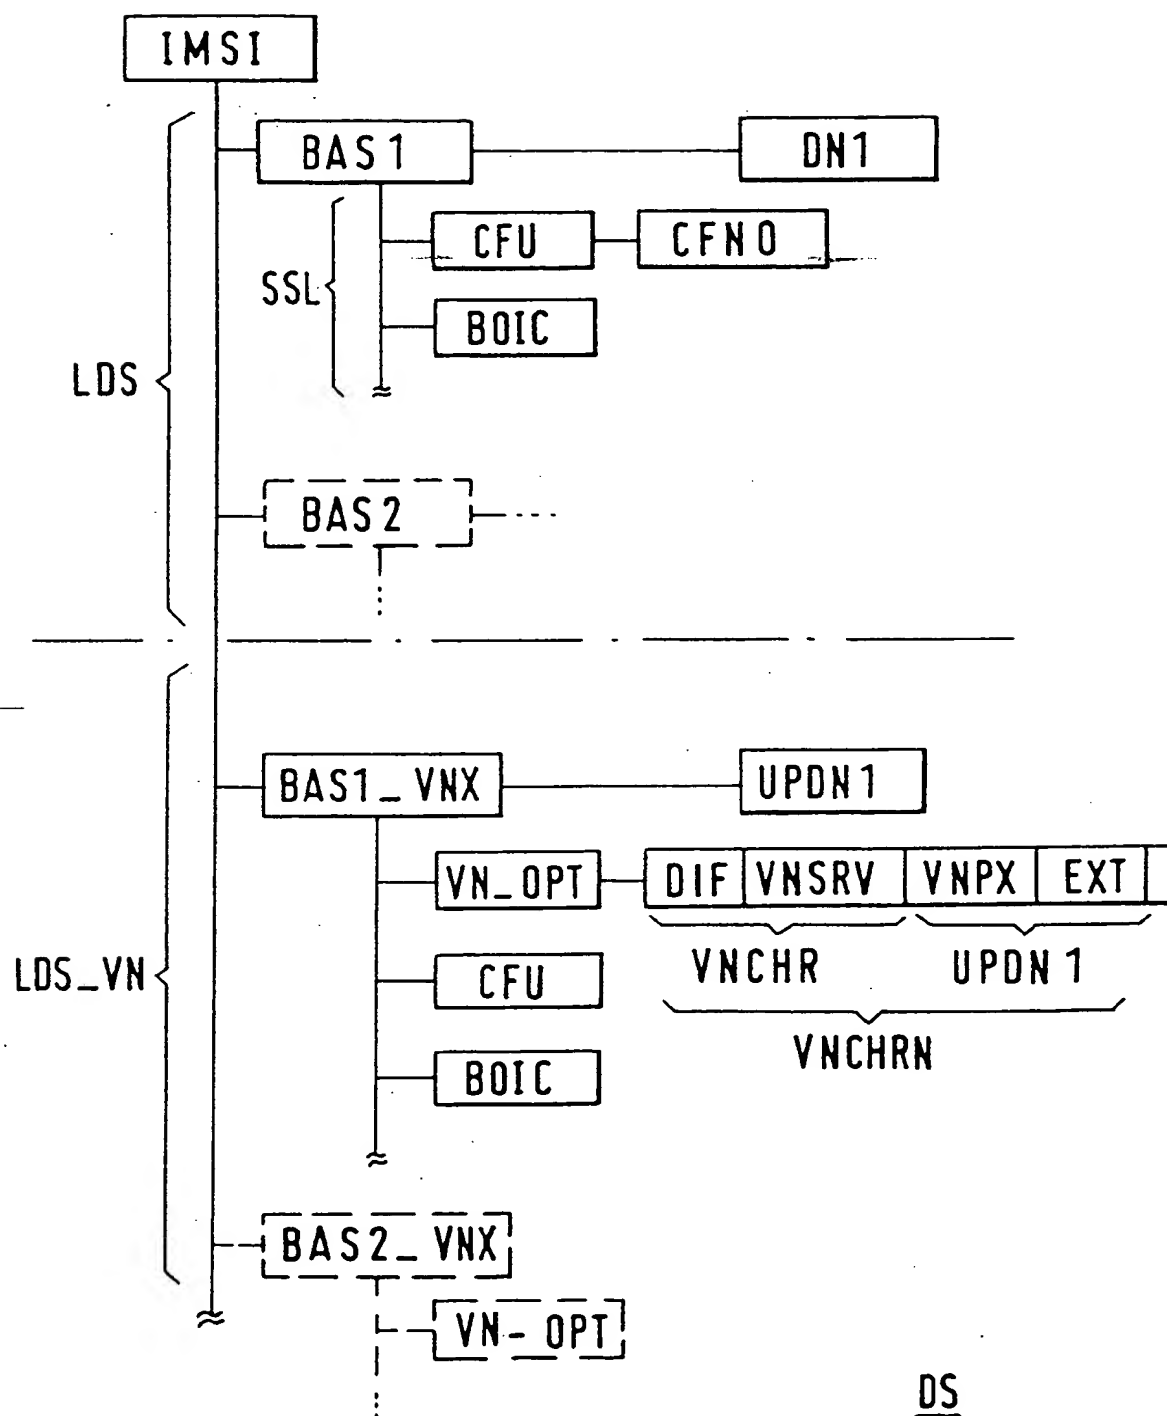 IMSI
BAS1
DN1
CFU
CFNO
SSL
BOIC
LDS
BAS2
BAS1_VNX
UPDN1
VN_OPT
DIF VNSRV VNPX EXT
VNCHR
UPDN1
LDS_VN
CFU
VNCHRN
BOIC
BAS2_VNX
VN-OPT
DS